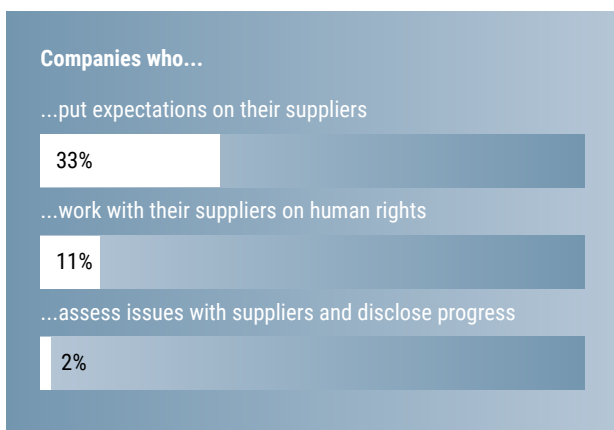 Companies who...
...put expectations on their suppliers
33%
...work with their suppliers on human rights
11%
...assess issues with suppliers and disclose progress
2%